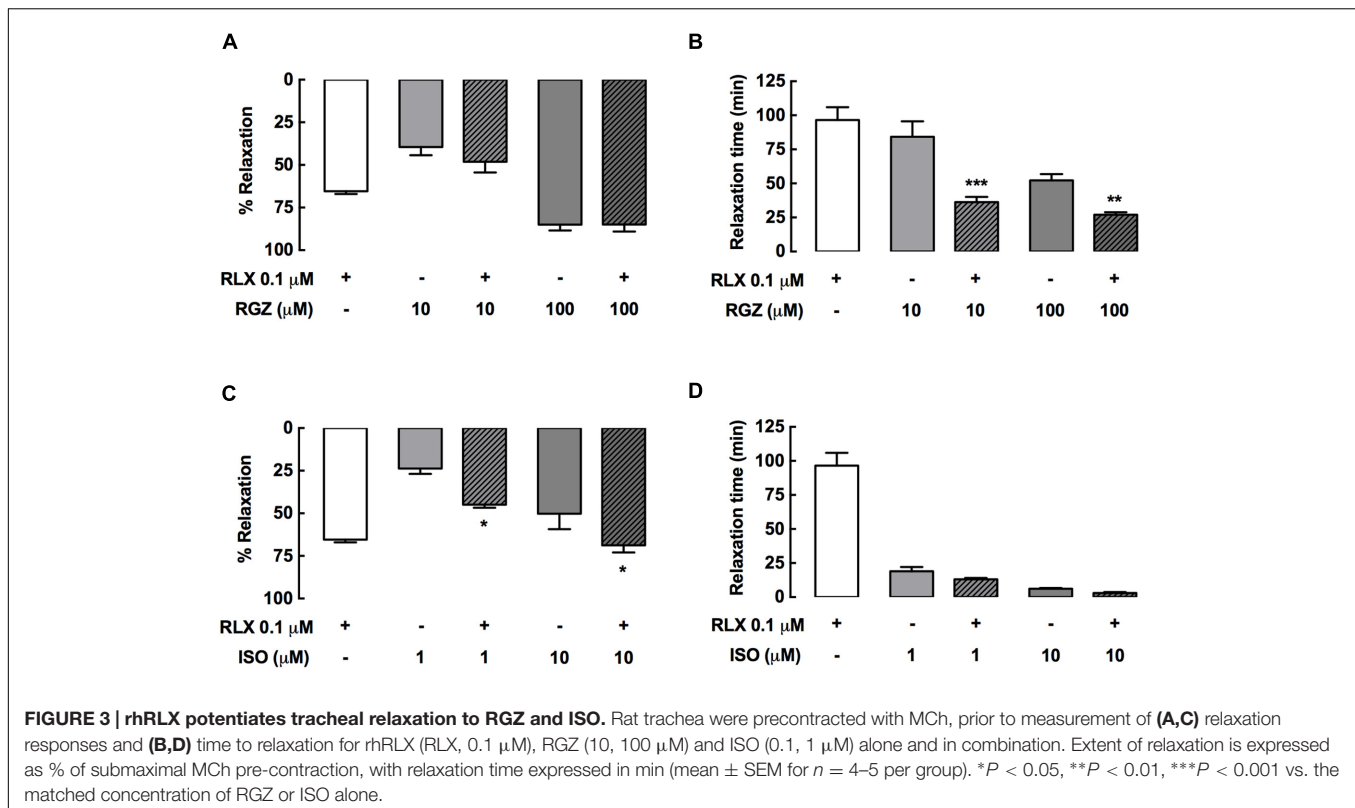 A
0
25
50
75
100
% Relaxation
RLX 0.1 μM + - + - +
RGZ (μM) - 10 10 100 100
B
125
100
75
50
25
0
Relaxation time (min)
***
**
RLX 0.1 μM + - + - +
RGZ (μM) - 10 10 100 100
C
0
25
50
75
100
% Relaxation
*
*
RLX 0.1 μM + - + - +
ISO (μM) - 1 1 10 10
D
125
100
75
50
25
0
Relaxation time (min)
RLX 0.1 μM + - + - +
ISO (μM) - 1 1 10 10
FIGURE 3 | rhRLX potentiates tracheal relaxation to RGZ and ISO. Rat trachea were precontracted with MCh, prior to measurement of (A,C) relaxation
responses and (B,D) time to relaxation for rhRLX (RLX, 0.1 μM), RGZ (10, 100 μM) and ISO (0.1, 1 μM) alone and in combination. Extent of relaxation is expressed
as % of submaximal MCh pre-contraction, with relaxation time expressed in min (mean ± SEM for n = 4–5 per group). *P < 0.05, **P < 0.01, ***P < 0.001 vs. the
matched concentration of RGZ or ISO alone.